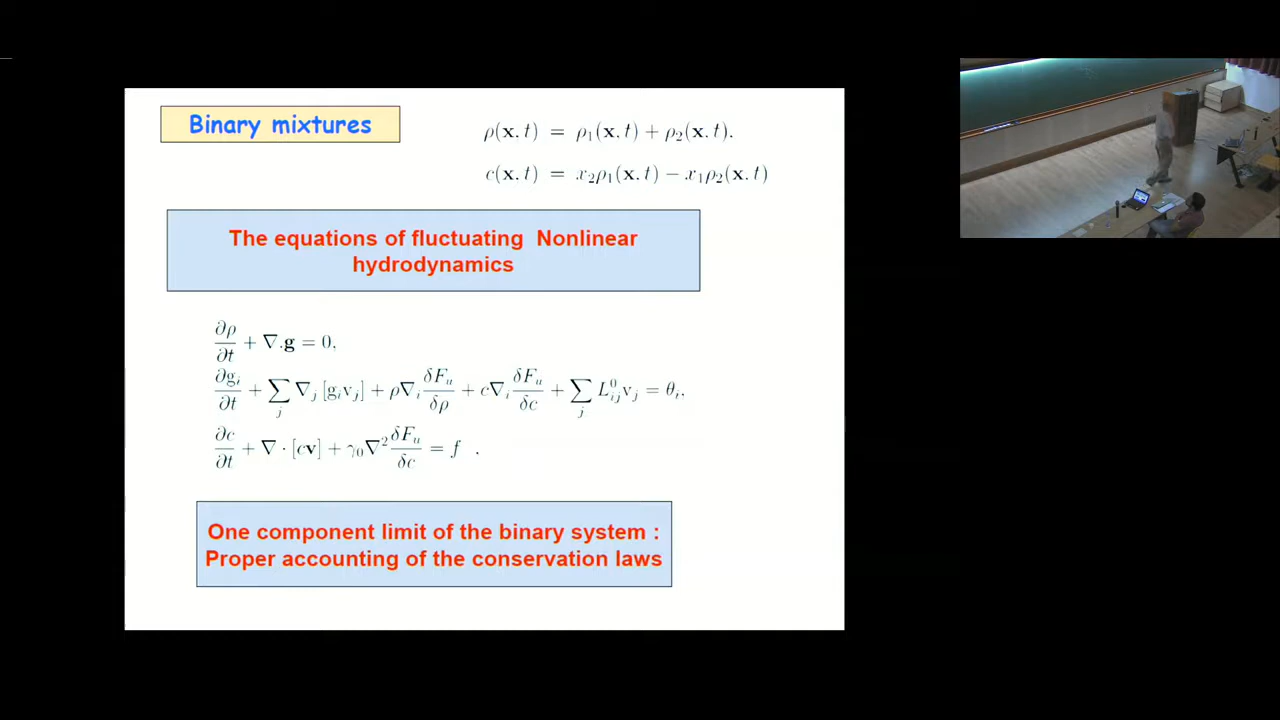 Binary mixtures
ρ(x, t) = ρ₁(x, t) + ρ₂(x, t).
c(x, t) = x₂ρ₁(x, t) − x₁ρ₂(x, t)
The equations of fluctuating Nonlinear
hydrodynamics
∂ρ/∂t + ∇.g = 0,
∂gᵢ/∂t + ∑ⱼ ∇ⱼ [gᵢvⱼ] + ρ∇ᵢ δFᵤ/δρ + c∇ᵢ δFᵤ/δc + ∑ⱼ L⁰ᵢⱼvⱼ = θᵢ,
∂c/∂t + ∇ · [cv] + γ₀∇² δFᵤ/δc = f .
One component limit of the binary system :
Proper accounting of the conservation laws